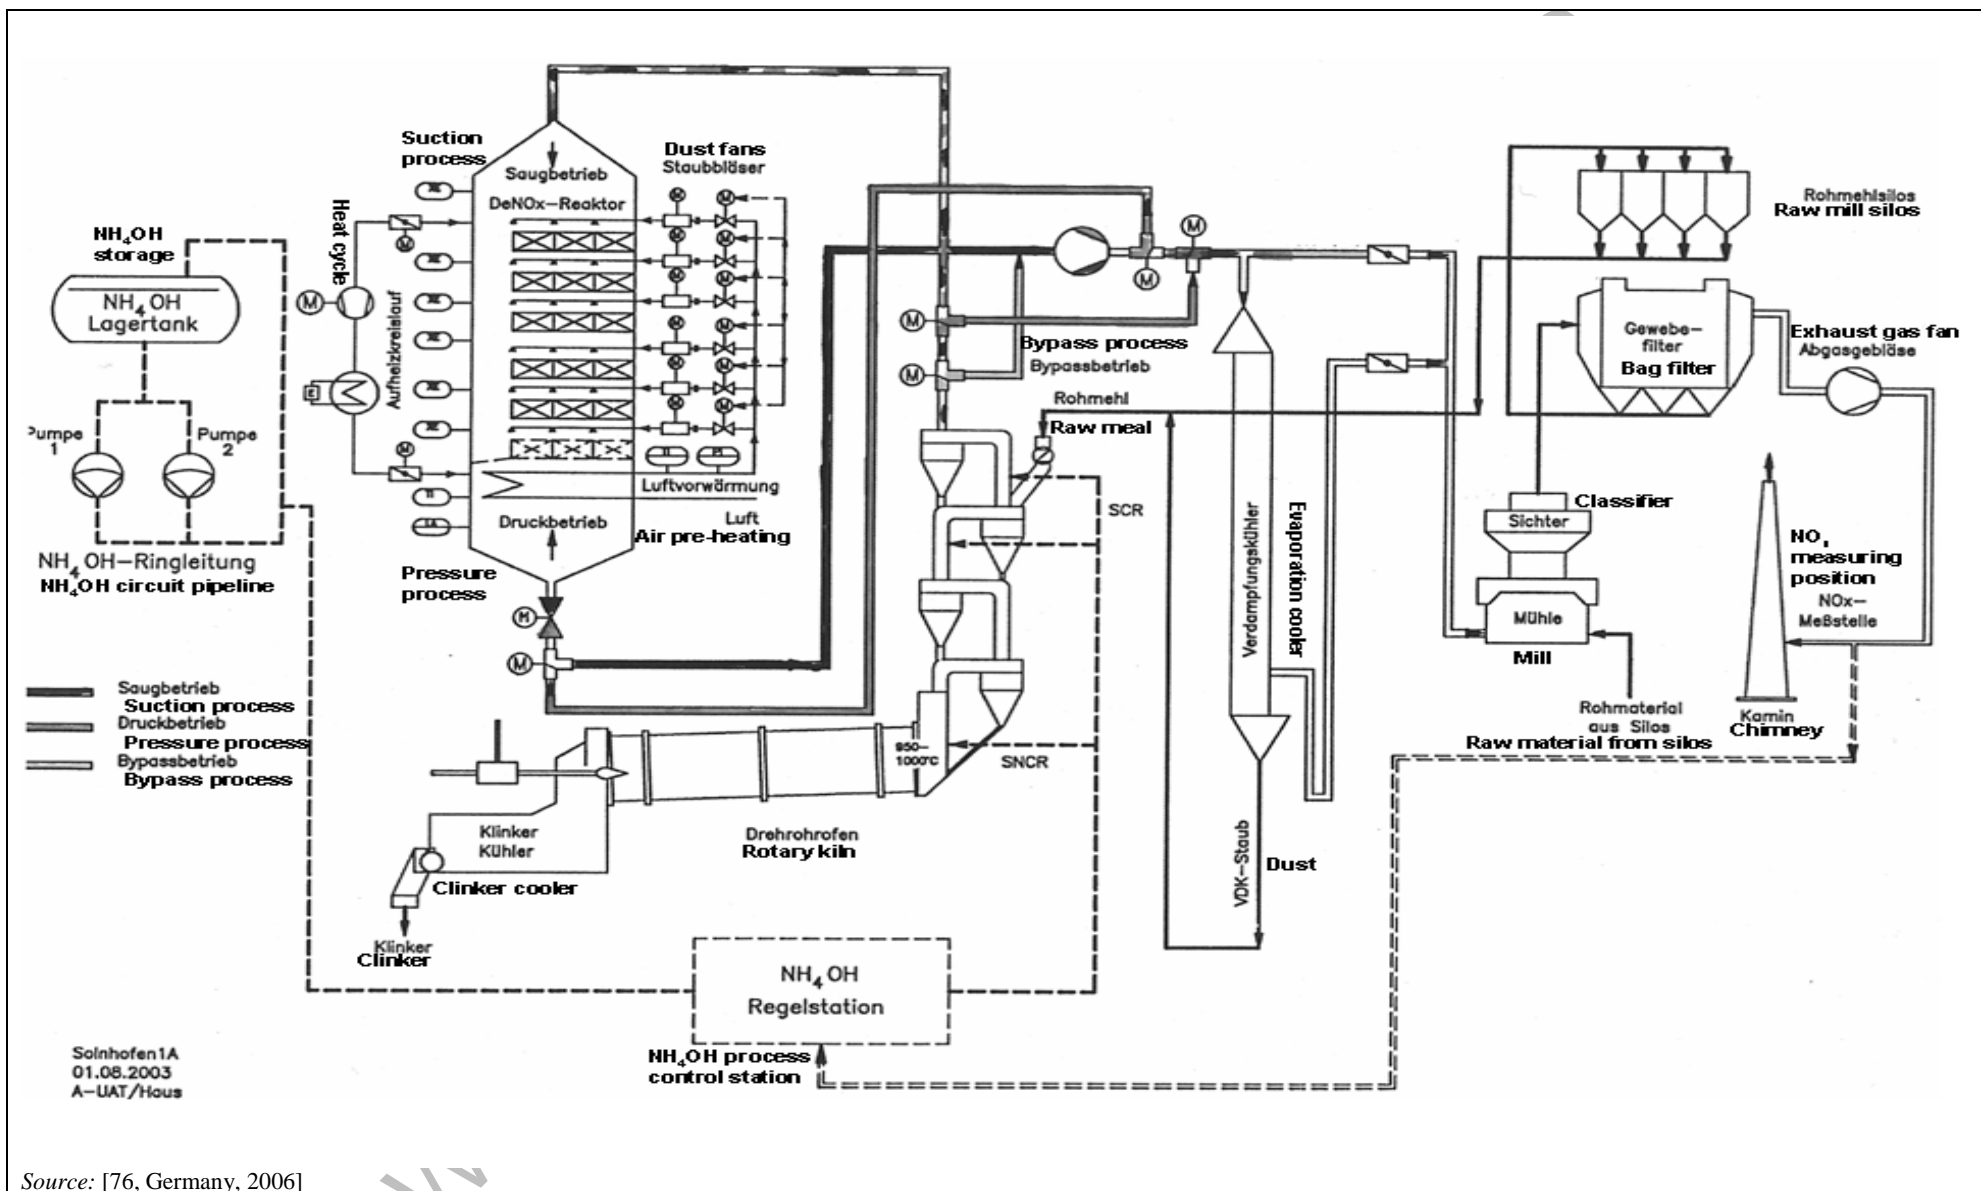 Suction
process
Saugbetrieb
DeNOx-Reaktor
Dust fans
Staubbläser
Heat cycle
Aufheizkreislauf
M
E
NH₄OH
storage
NH₄OH
Lagertank
Pumpe
1
Pumpe
2
NH₄OH-Ringleitung
NH₄OH circuit pipeline
Luftvorwärmung
Luft
Air pre-heating
Druckbetrieb
Pressure
process
M
M
Saugbetrieb
Suction process
Druckbetrieb
Pressure process
Bypassbetrieb
Bypass process
M
M
M
M
Bypass process
Bypassbetrieb
Rohmehl
Raw meal
SCR
SNCR
950-
1000°C
Klinker
Kühler
Clinker cooler
Klinker
Clinker
Drehrohrofen
Rotary kiln
Verdampfungskühler
Evaporation cooler
VDK-Staub
Dust
Rohmehlsilos
Raw mill silos
Gewebe-
filter
Bag filter
Exhaust gas fan
Abgasgebläse
Classifier
Sichter
Mühle
Mill
Rohmaterial
aus Silos
Raw material from silos
NOₓ
measuring
position
NOx-
Meßstelle
Kamin
Chimney
NH₄OH
Regelstation
NH₄OH process
control station
Solnhofen1A
01.08.2003
A-UAT/Haus
Source: [76, Germany, 2006]